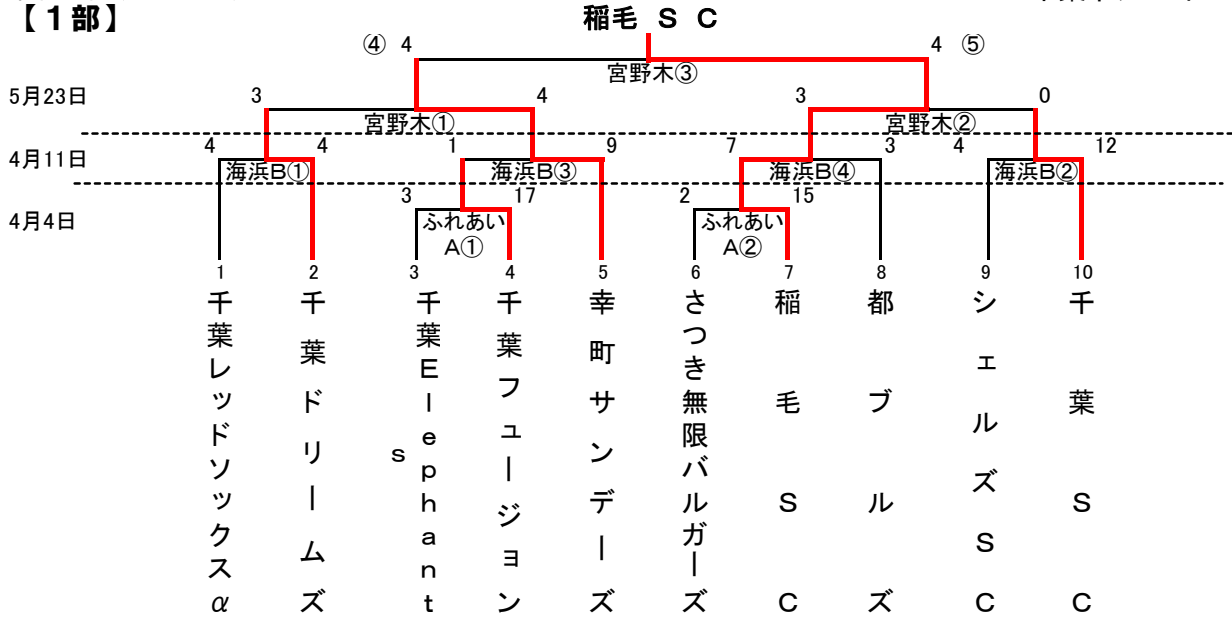 【１部】
稲毛 Ｓ Ｃ
④ 4
4 ⑤
宮野木③
5月23日
3
4
3
0
宮野木①
宮野木②
4月11日
4
4
1
9
7
3
4
12
海浜B①
海浜B③
海浜B④
海浜B②
4月4日
3
17
2
15
ふれあい
A①
ふれあい
A②
1
2
3
4
5
6
7
8
9
10
千葉レッドソックスα
千葉ドリームズ
千葉Elephants
千葉フュージョン
幸町サンデーズ
さつき無限バルガーズ
稲毛ＳＣ
都ブルズ
シェルズＳＣ
千葉ＳＣ